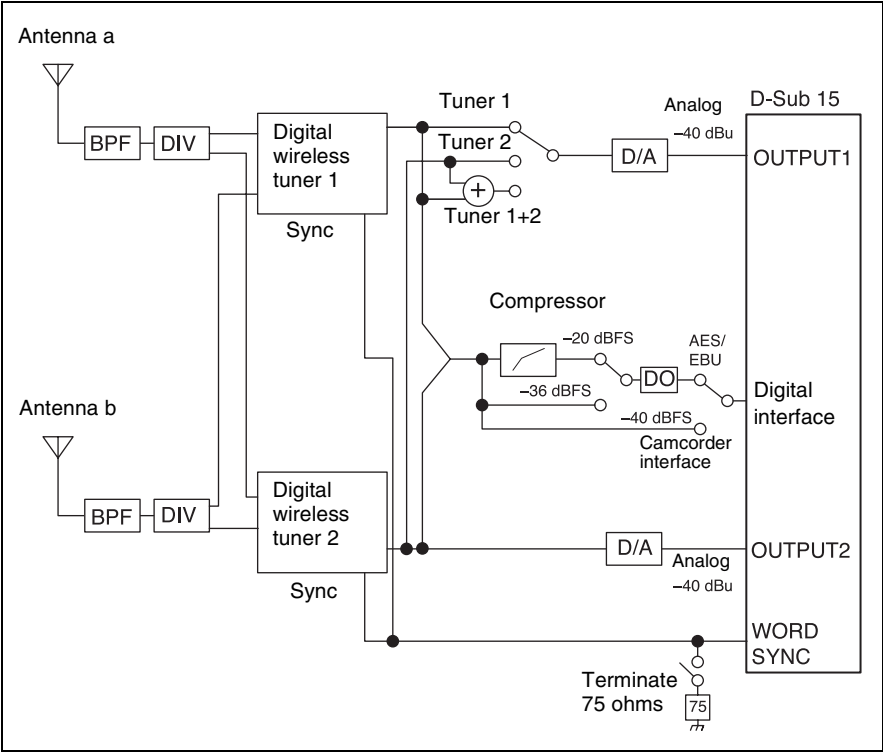 Antenna a
BPF
DIV
Digital
wireless
tuner 1
Sync
Tuner 1
Tuner 2
+
Tuner 1+2
D/A
Analog
–40 dBu
D-Sub 15
OUTPUT1
Compressor
–20 dBFS
–36 dBFS
–40 dBFS
DO
AES/
EBU
Camcorder
interface
Digital
interface
Antenna b
BPF
DIV
Digital
wireless
tuner 2
Sync
D/A
Analog
–40 dBu
OUTPUT2
WORD
SYNC
Terminate
75 ohms
75